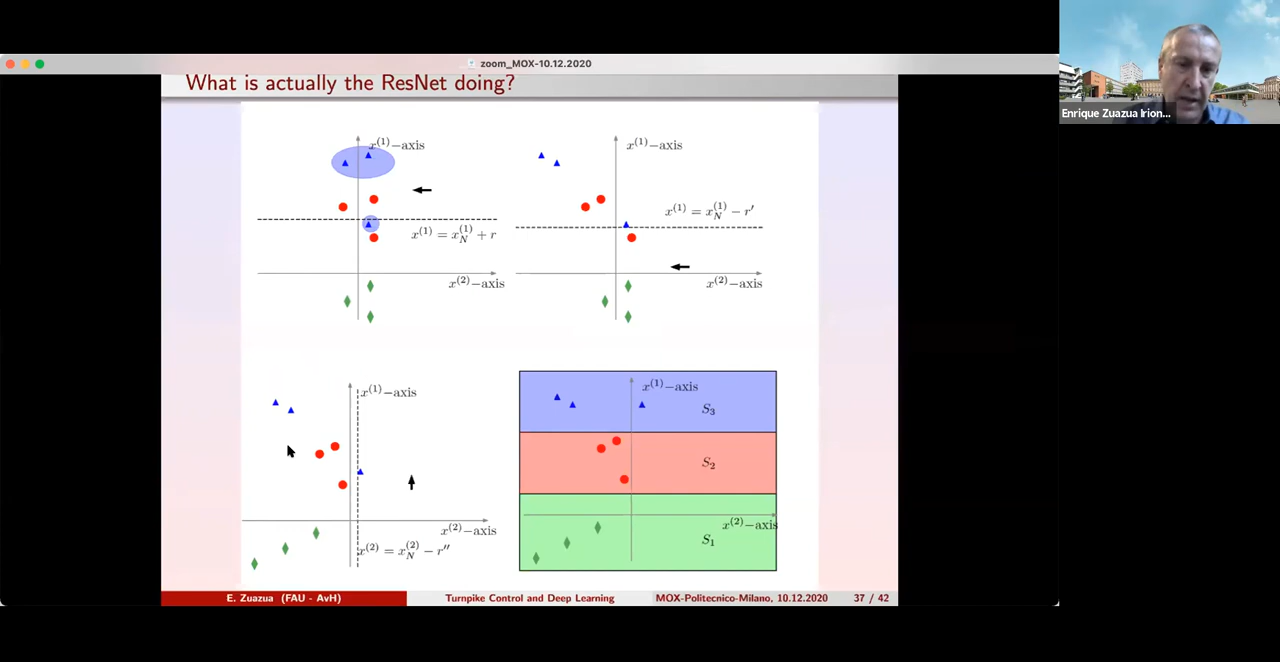 zoom_MOX-10.12.2020
What is actually the ResNet doing?
Enrique Zuazua Irion...
x^{(1)}–axis
x^{(1)} = x_N^{(1)} + r
x^{(2)}–axis
x^{(1)}–axis
x^{(1)} = x_N^{(1)} − r′
x^{(2)}–axis
x^{(1)}–axis
x^{(2)}–axis
x^{(2)} = x_N^{(2)} − r″
x^{(1)}–axis
S_3
S_2
x^{(2)}–axis
S_1
E. Zuazua (FAU - AvH)
Turnpike Control and Deep Learning
MOX-Politecnico-Milano, 10.12.2020
37 / 42